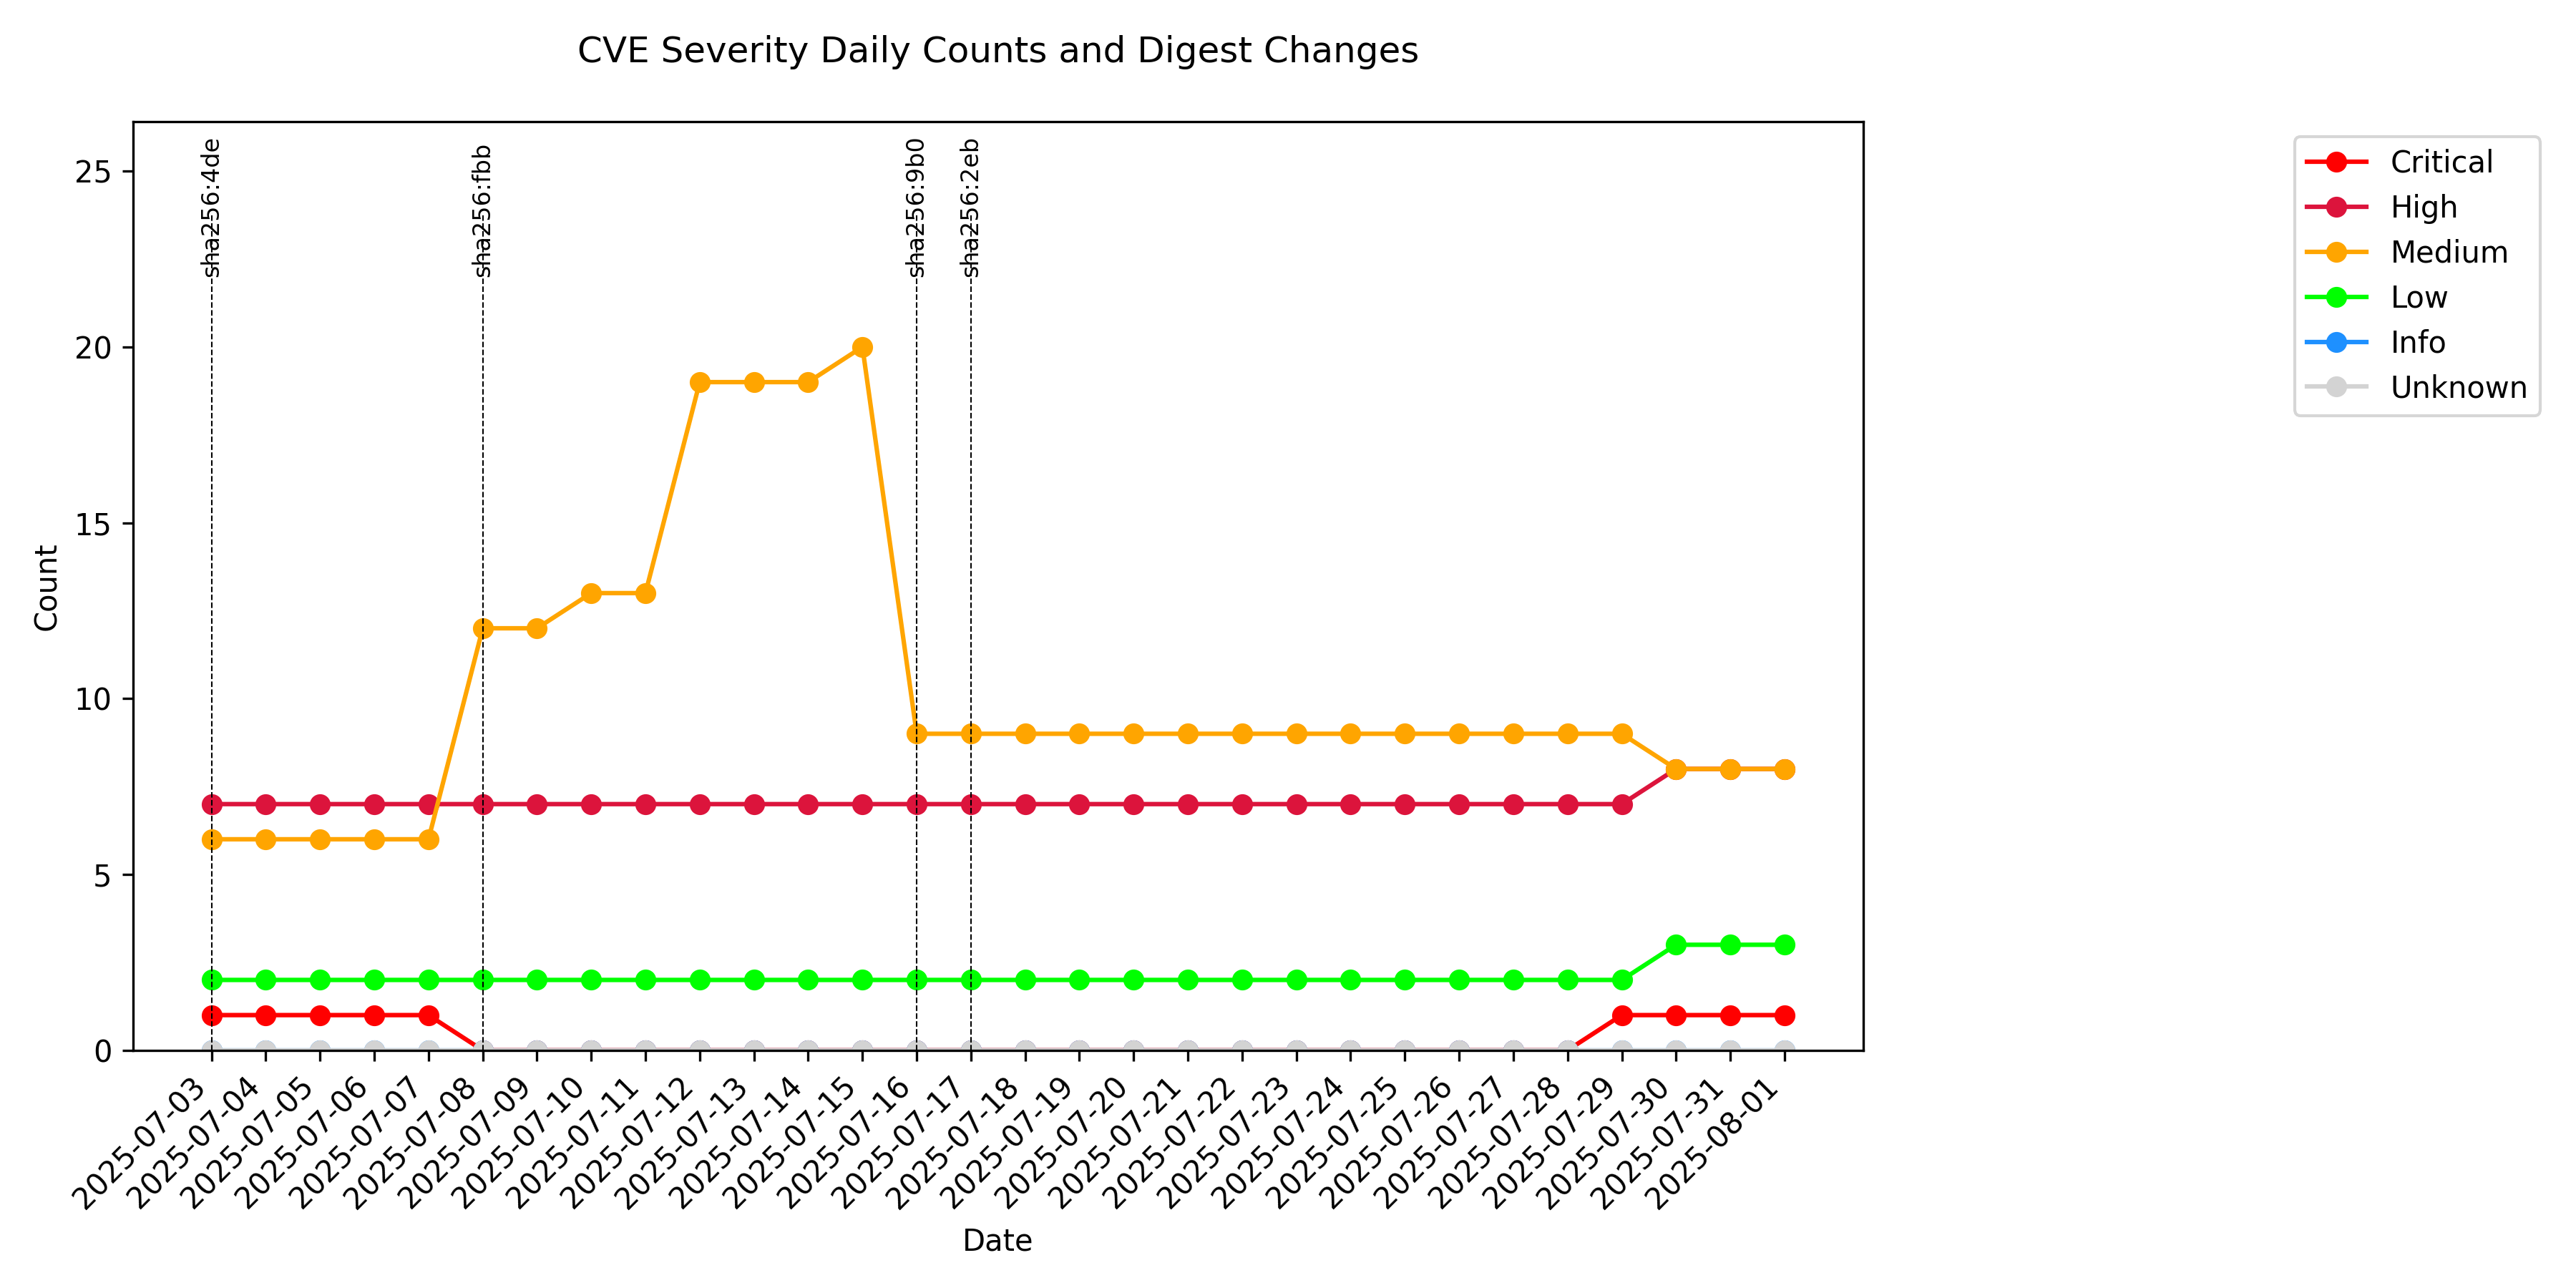 CVE Severity Daily Counts and Digest Changes
sha256:4de
sha256:fbb
sha256:9b0
sha256:2eb
Critical
High
Medium
Low
Info
Unknown
Count
25
20
15
10
5
0
2025-07-03
2025-07-04
2025-07-05
2025-07-06
2025-07-07
2025-07-08
2025-07-09
2025-07-10
2025-07-11
2025-07-12
2025-07-13
2025-07-14
2025-07-15
2025-07-16
2025-07-17
2025-07-18
2025-07-19
2025-07-20
2025-07-21
2025-07-22
2025-07-23
2025-07-24
2025-07-25
2025-07-26
2025-07-27
2025-07-28
2025-07-29
2025-07-30
2025-07-31
2025-08-01
Date